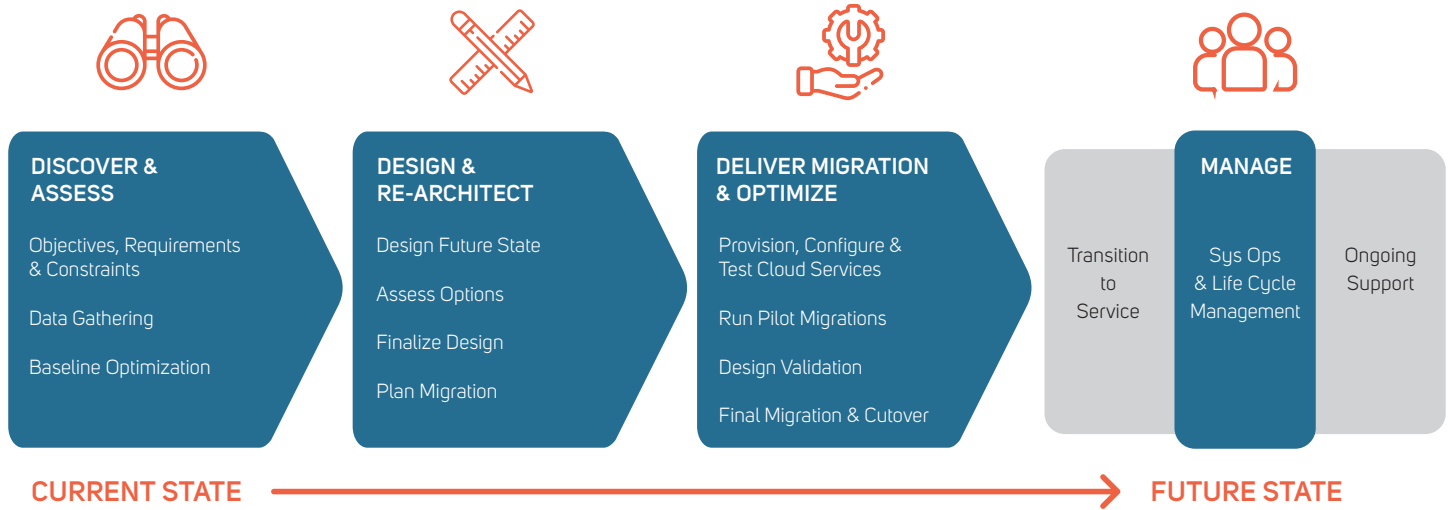 DISCOVER &
ASSESS
Objectives, Requirements
& Constraints
Data Gathering
Baseline Optimization
DESIGN &
RE-ARCHITECT
Design Future State
Assess Options
Finalize Design
Plan Migration
DELIVER MIGRATION
& OPTIMIZE
Provision, Configure &
Test Cloud Services
Run Pilot Migrations
Design Validation
Final Migration & Cutover
Transition
to
Service
MANAGE
Sys Ops
& Life Cycle
Management
Ongoing
Support
CURRENT STATE
FUTURE STATE